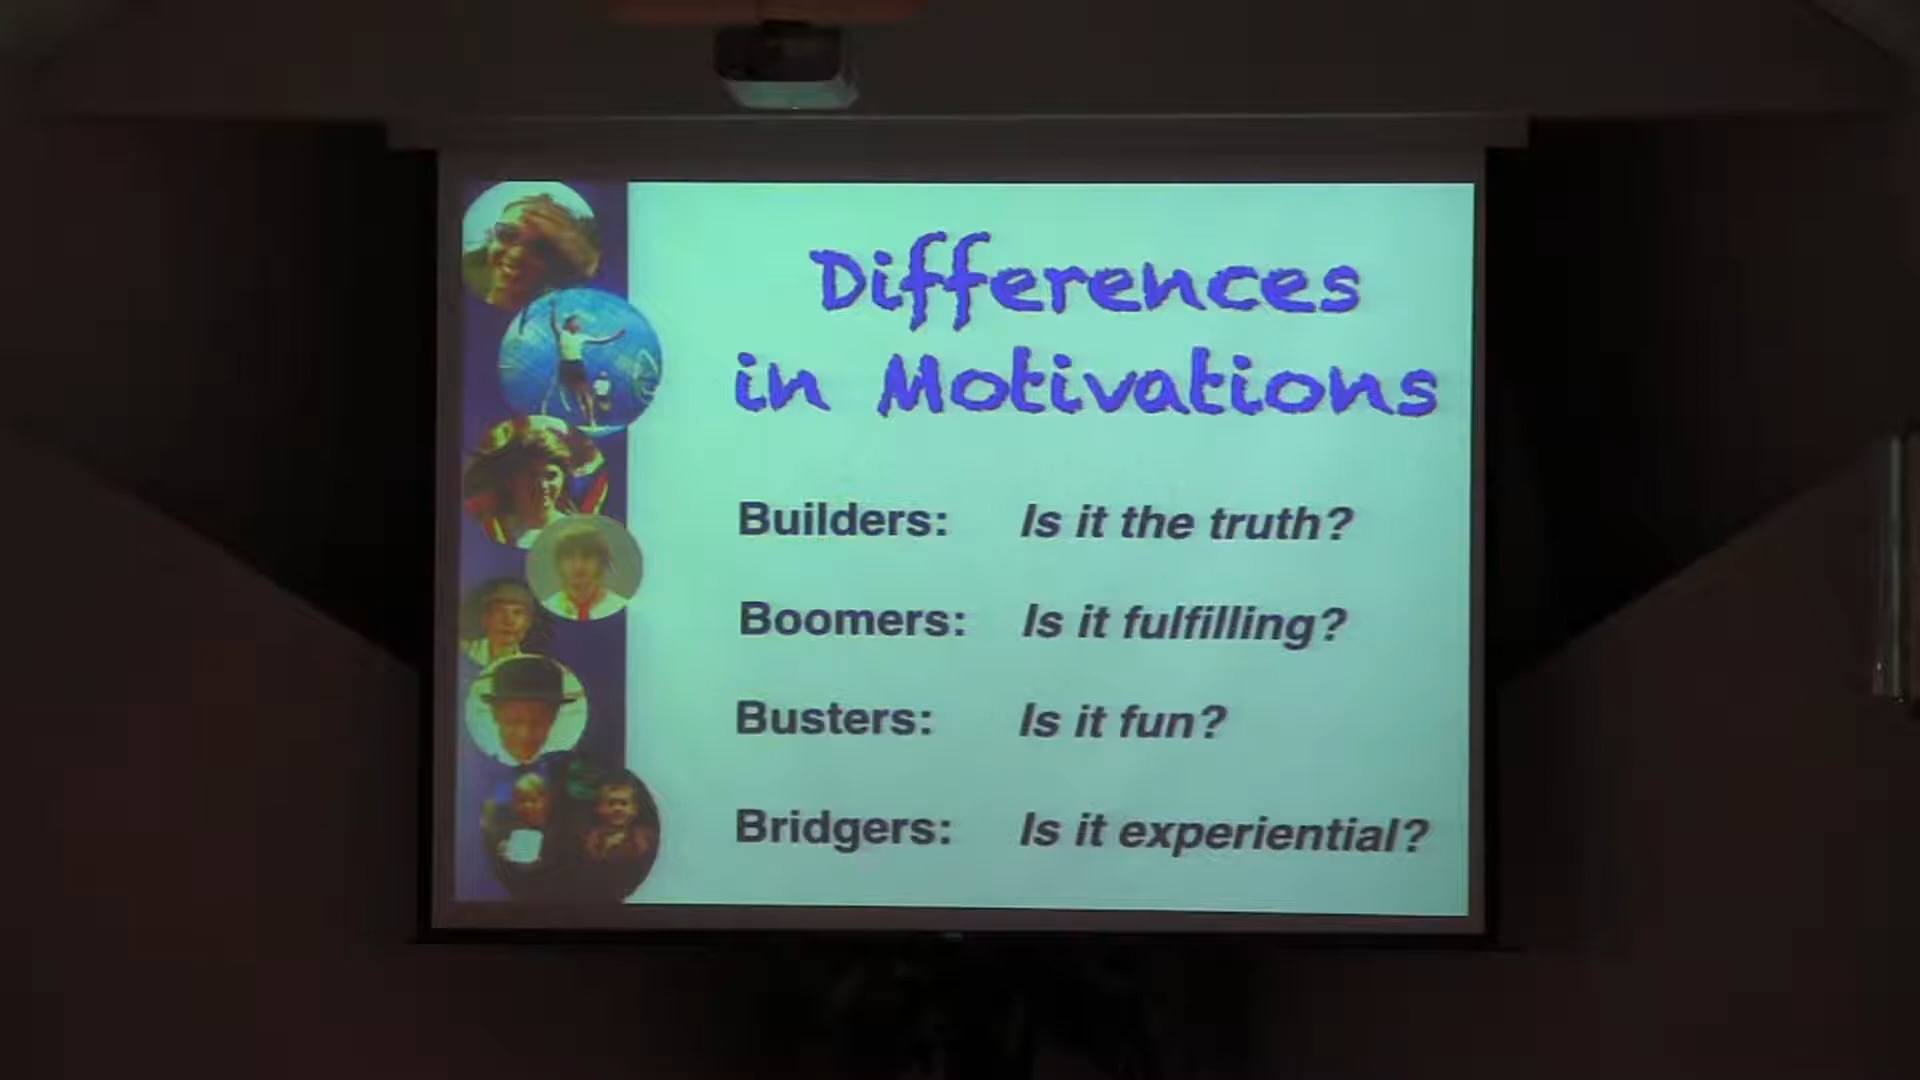 Differences
in Motivations
Builders: Is it the truth?
Boomers: Is it fulfilling?
Busters: Is it fun?
Bridgers: Is it experiential?